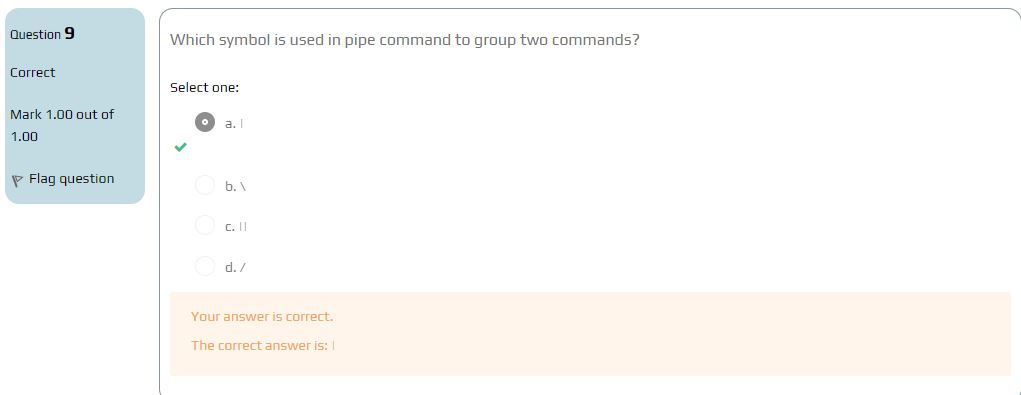 Question 9
Correct
Mark 1.00 out of
1.00
Flag question
Which symbol is used in pipe command to group two commands?
Select one:
a. |
b. \
c. ||
d. /
Your answer is correct.
The correct answer is: |